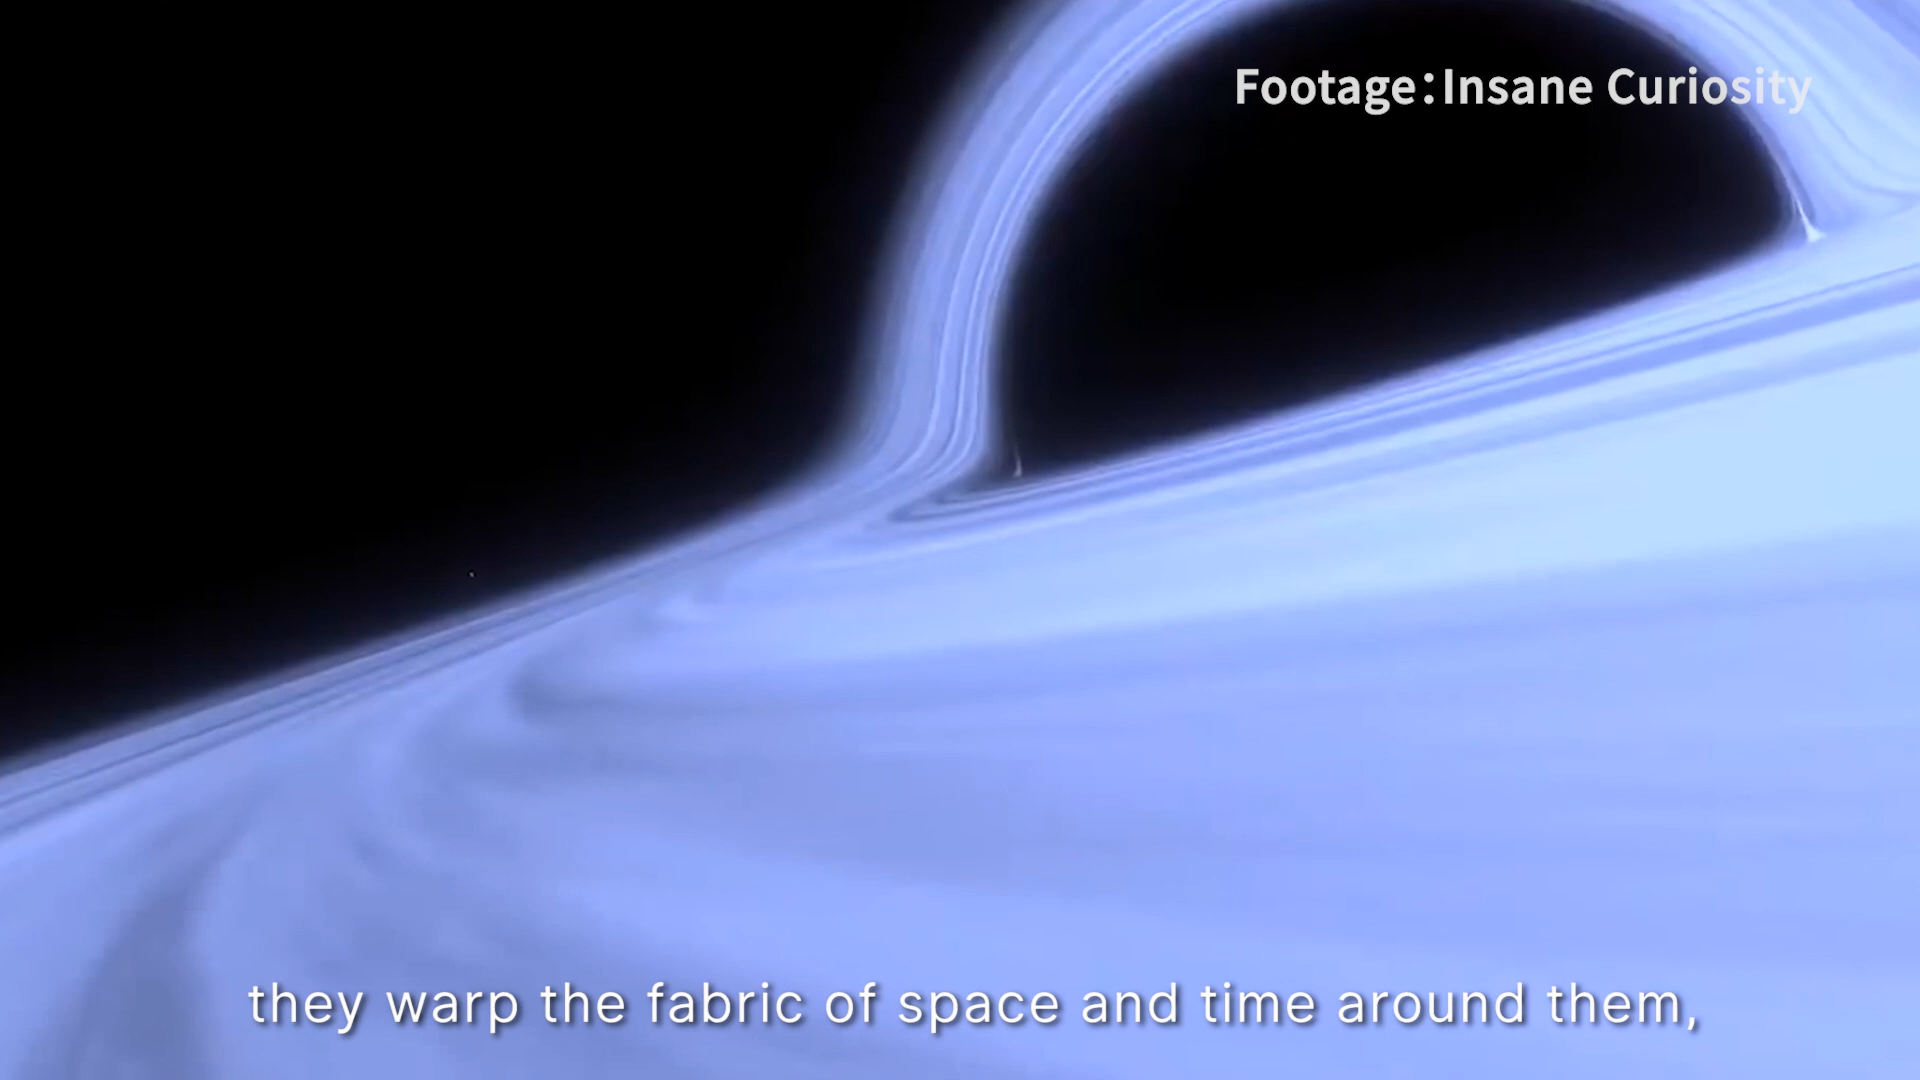 Footage:Insane Curiosity
they warp the fabric of space and time around them,